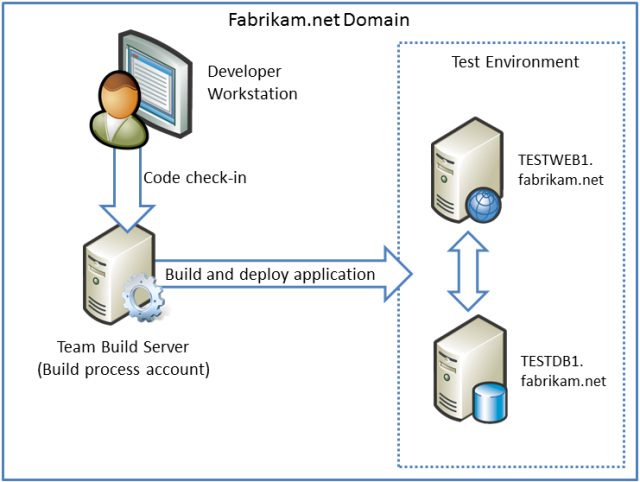 Fabrikam.net Domain
Developer
Workstation
Test Environment
TESTWEB1.
fabrikam.net
Code check-in
Build and deploy application
Team Build Server
(Build process account)
TESTDB1.
fabrikam.net